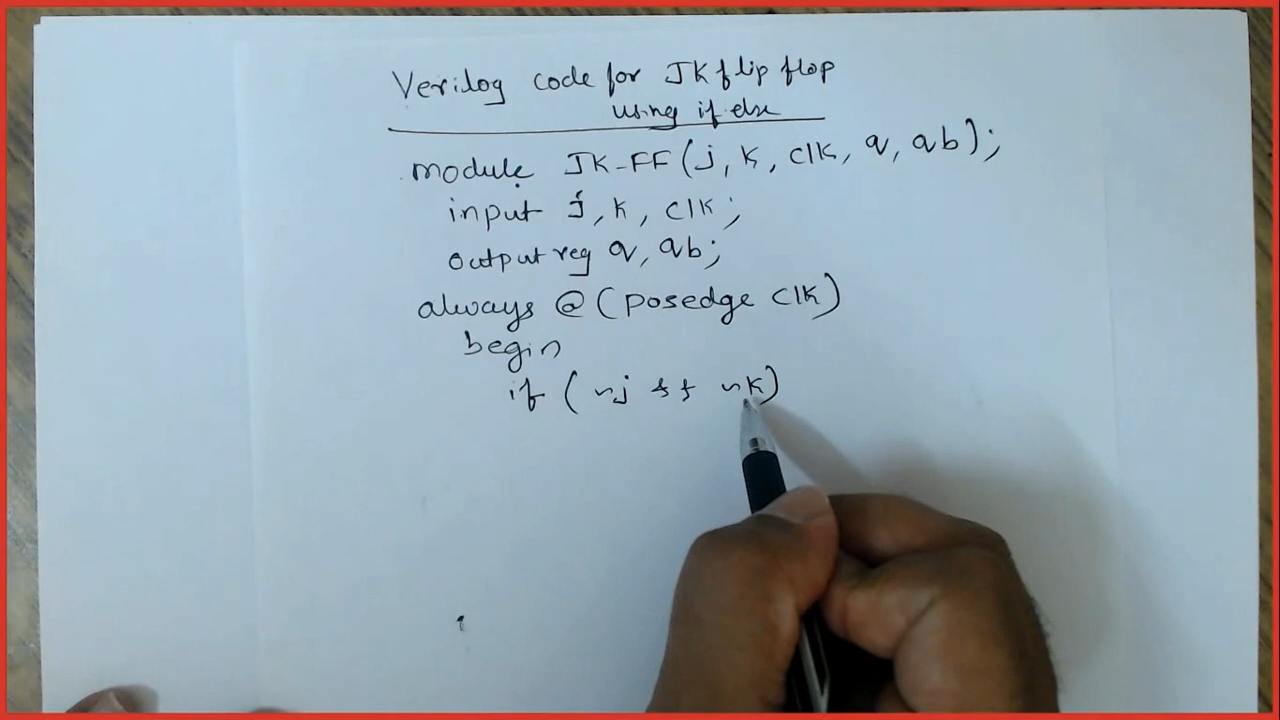 Verilog code for JK flip flop
using if else
module JK-FF(j, k, clk, q, qb);
input j, k, clk;
output reg q, qb;
always @(posedge clk)
begin
if (~j && ~k)